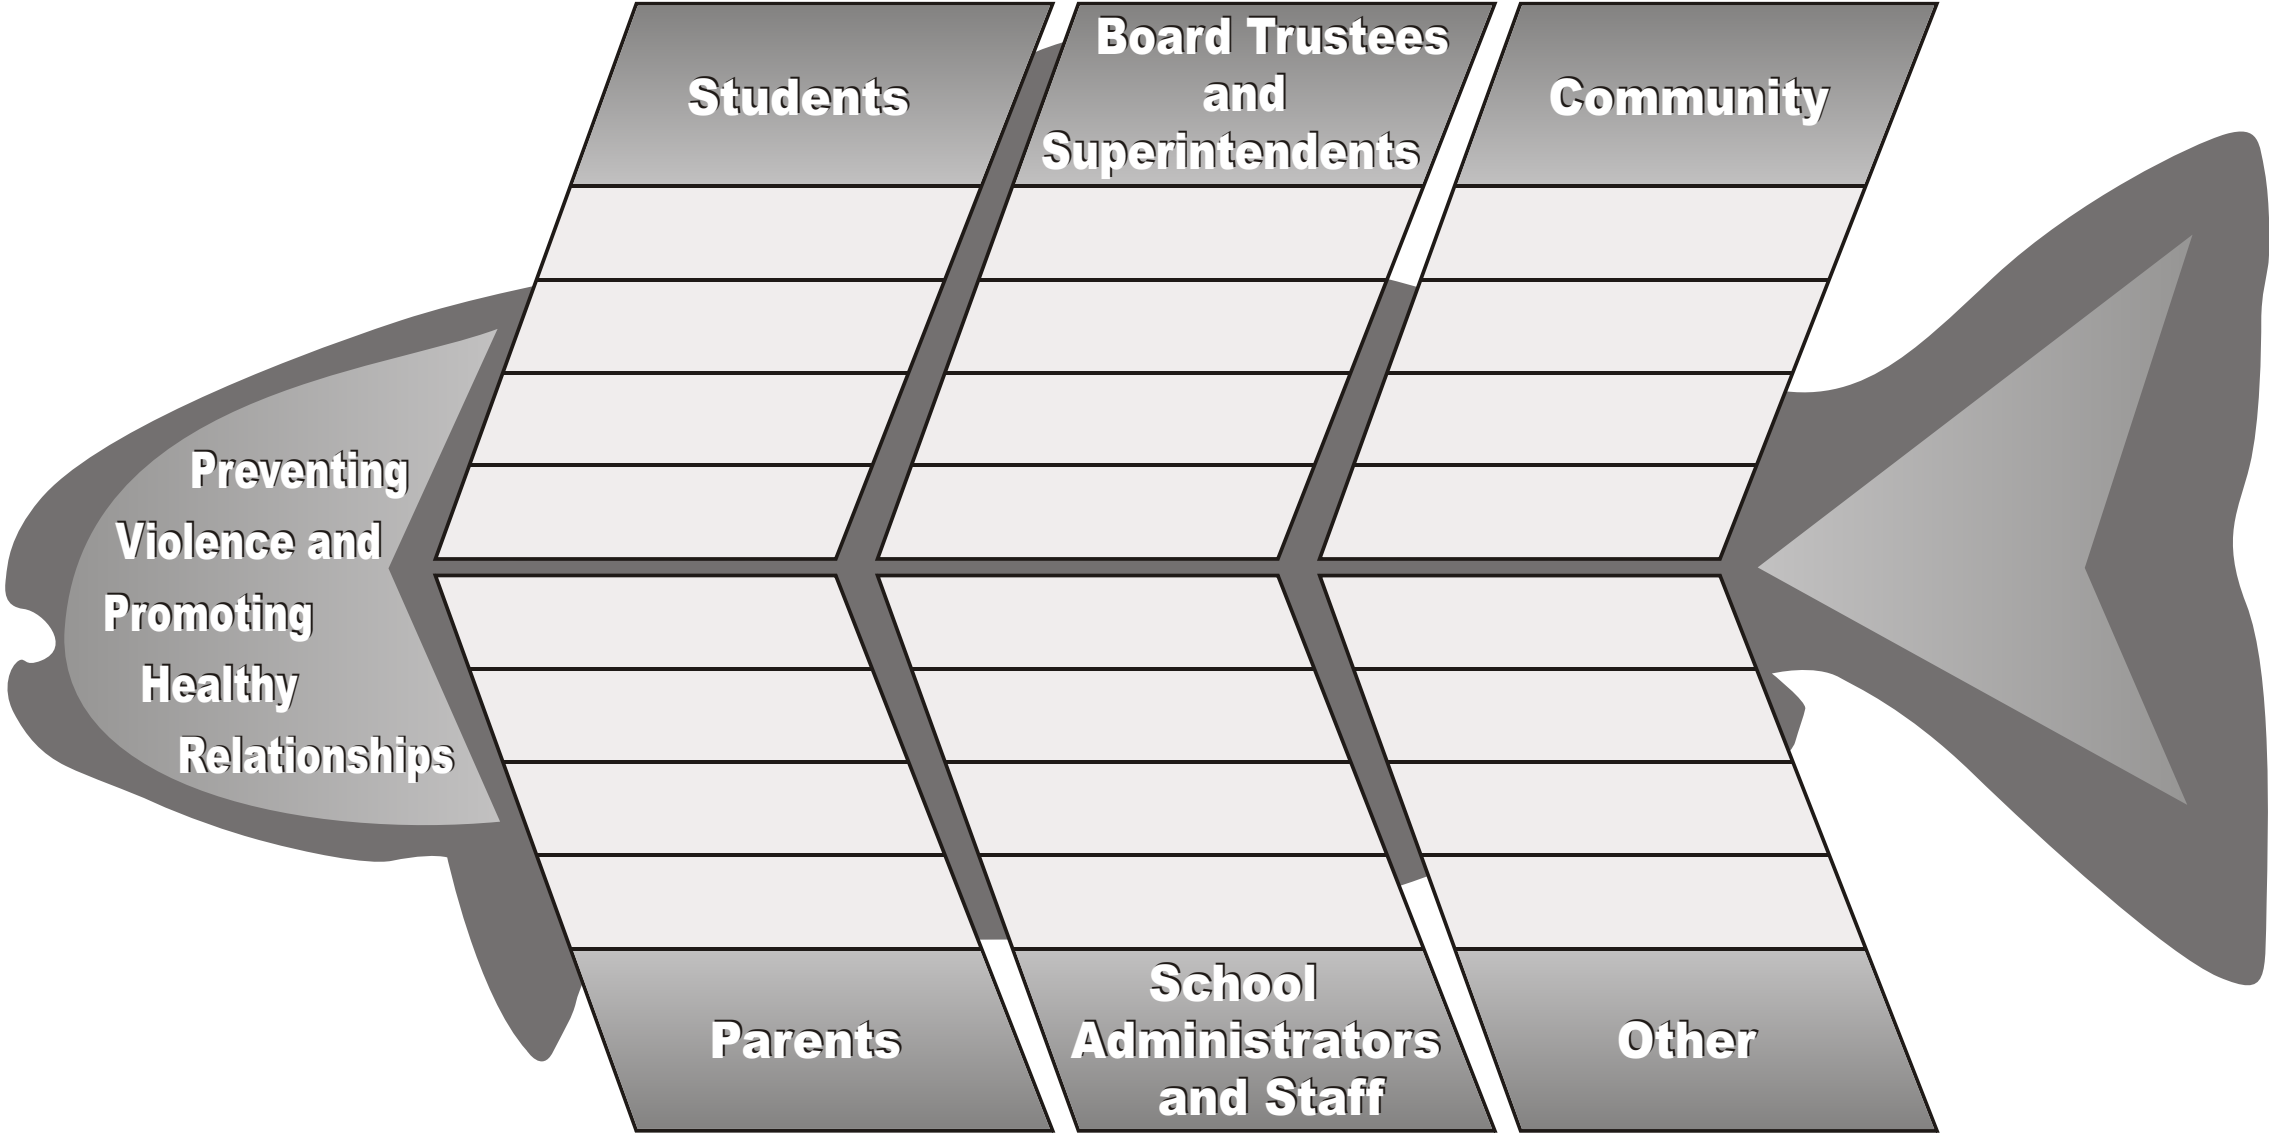 Students
Board Trustees
and
Superintendents
Community
Preventing
Violence and
Promoting
Healthy
Relationships
Parents
School
Administrators
and Staff
Other